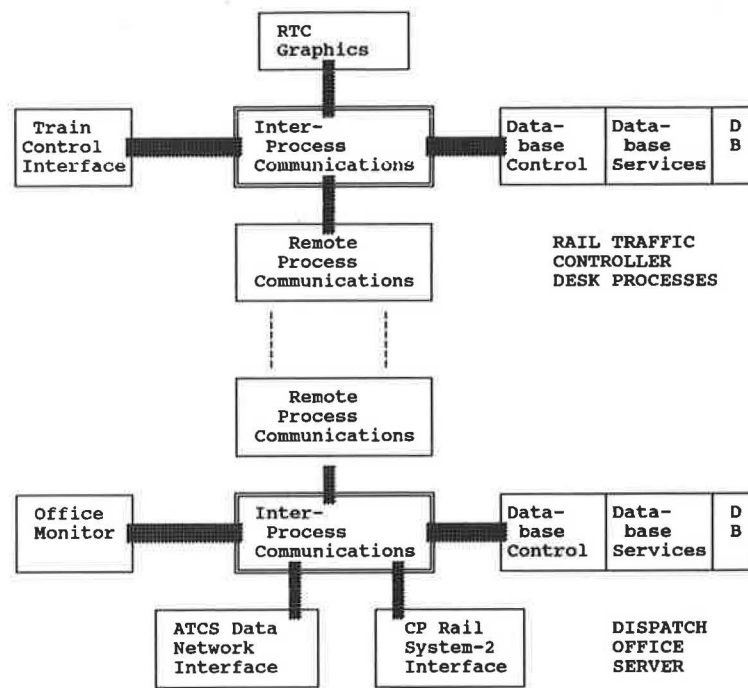 RTC
Graphics
Train
Control
Interface
Inter-
Process
Communications
Data-
base
Control
Data-
base
Services
D
B
Remote
Process
Communications
RAIL TRAFFIC
CONTROLLER
DESK PROCESSES
Remote
Process
Communications
Office
Monitor
Inter-
Process
Communications
Data-
base
Control
Data-
base
Services
D
B
ATCS Data
Network
Interface
CP Rail
System-2
Interface
DISPATCH
OFFICE
SERVER